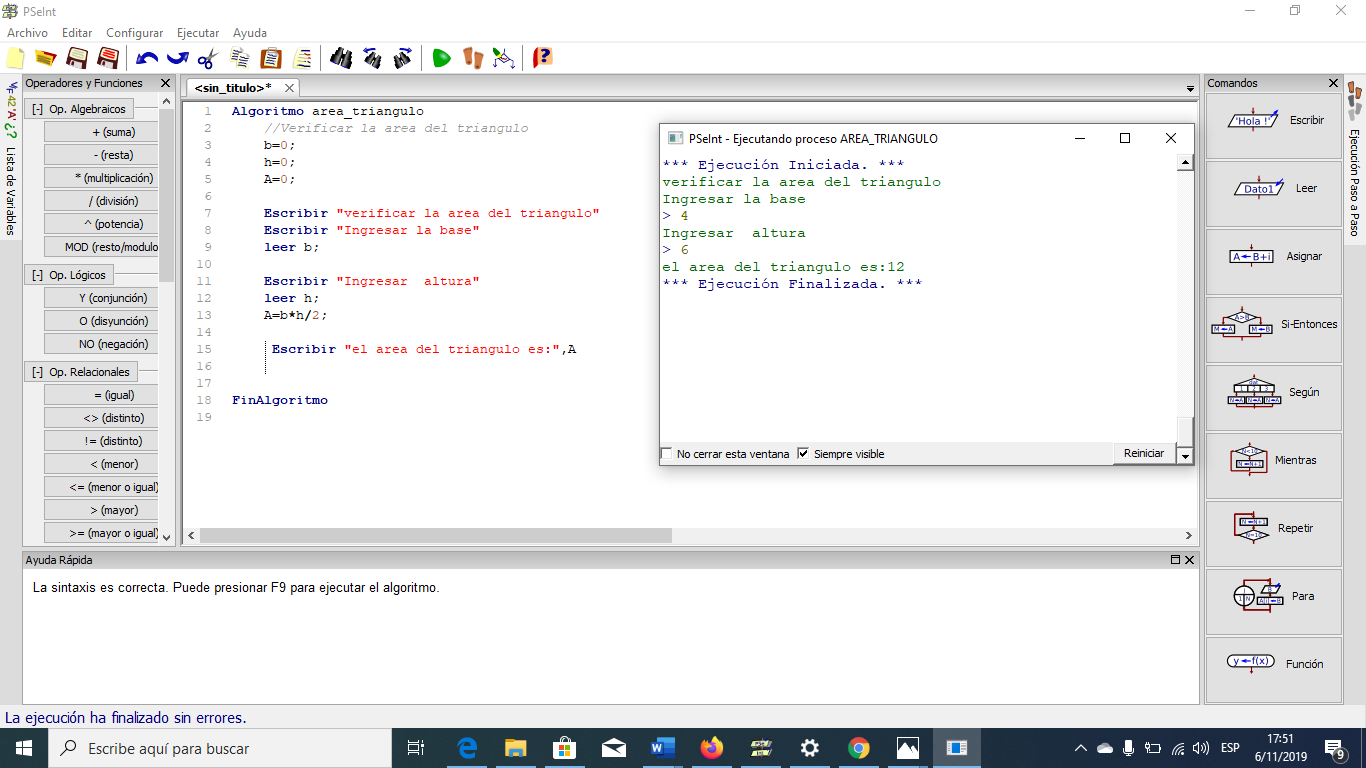 PSeInt
Archivo Editar Configurar Ejecutar Ayuda
Operadores y Funciones
[-] Op. Algebraicos
+ (suma)
- (resta)
* (multiplicación)
/ (división)
^ (potencia)
MOD (resto/modulo
[-] Op. Lógicos
Y (conjunción)
O (disyunción)
NO (negación)
[-] Op. Relacionales
= (igual)
<> (distinto)
!= (distinto)
< (menor)
<= (menor o igual)
> (mayor)
>= (mayor o igual)
Lista de Variables
<sin_titulo>*
1 Algoritmo area_triangulo
2 //Verificar la area del triangulo
3 b=0;
4 h=0;
5 A=0;
6
7 Escribir "verificar la area del triangulo"
8 Escribir "Ingresar la base"
9 leer b;
10
11 Escribir "Ingresar  altura"
12 leer h;
13 A=b*h/2;
14
15 Escribir "el area del triangulo es:",A
16
17
18 FinAlgoritmo
19
PSeInt - Ejecutando proceso AREA_TRIANGULO
*** Ejecución Iniciada. ***
verificar la area del triangulo
Ingresar la base
> 4
Ingresar  altura
> 6
el area del triangulo es:12
*** Ejecución Finalizada. ***
No cerrar esta ventana Siempre visible Reiniciar
Comandos
'Hola !' Escribir
Dato1 Leer
A←B+i Asignar
A>B M←A M←B Si-Entonces
Según
Mientras
Repetir
Para
y←f(x) Función
Ejecución Paso a Paso
Ayuda Rápida
La sintaxis es correcta. Puede presionar F9 para ejecutar el algoritmo.
La ejecución ha finalizado sin errores.
Escribe aquí para buscar
ESP
17:51
6/11/2019
9